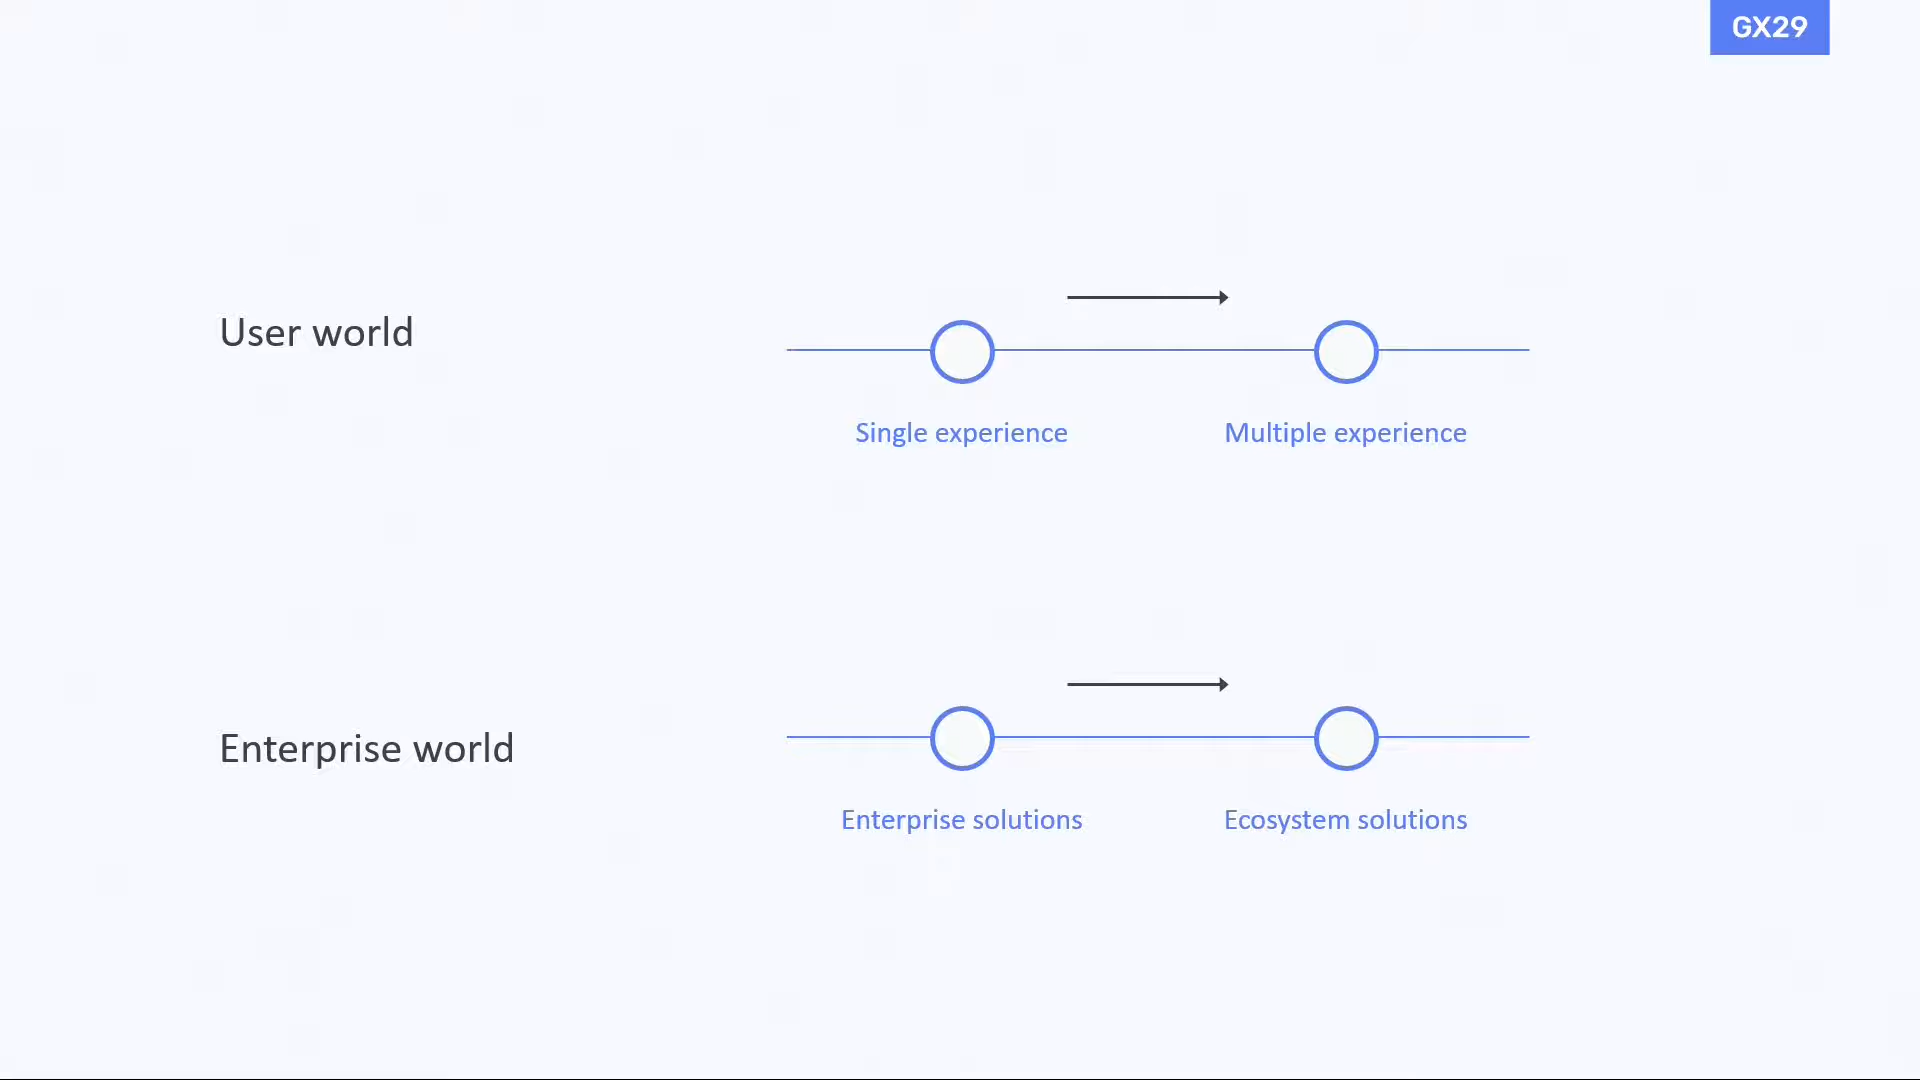 GX29
User world
Single experience
Multiple experience
Enterprise world
Enterprise solutions
Ecosystem solutions